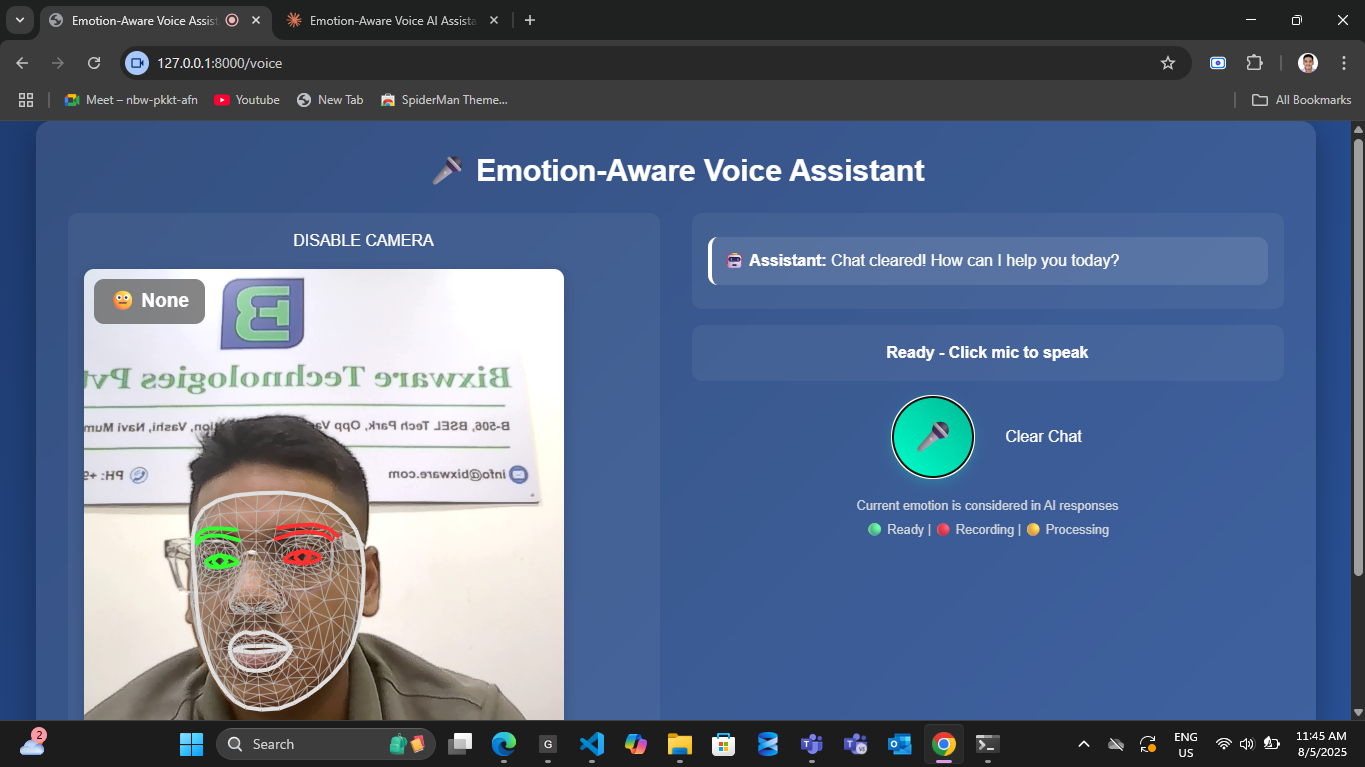 Emotion-Aware Voice Assist
Emotion-Aware Voice AI Assista
127.0.0.1:8000/voice
Meet – nbw-pkkt-afn
Youtube
New Tab
SpiderMan Theme...
All Bookmarks
Emotion-Aware Voice Assistant
DISABLE CAMERA
None
Bixware Technologies Pvt
B-506, BSEL Tech Park, Opp Va
ion, Vashi, Navi Mum
info@bixware.com
PH: +9
Assistant: Chat cleared! How can I help you today?
Ready - Click mic to speak
Clear Chat
Current emotion is considered in AI responses
Ready | Recording | Processing
2
Search
G
ENG
US
11:45 AM
8/5/2025